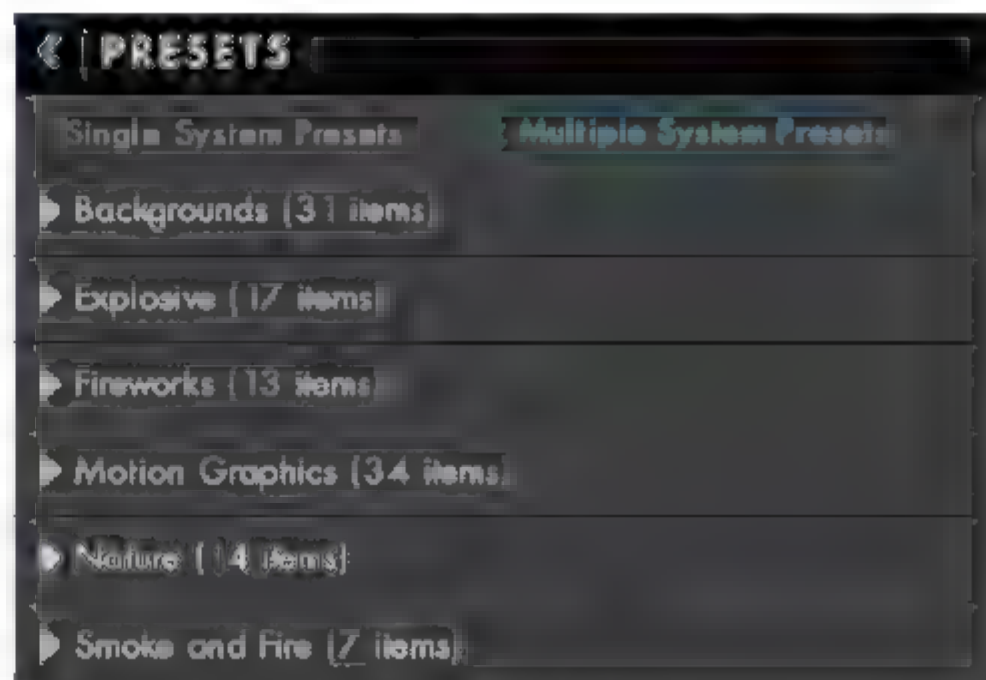 PRESETS
Single System Presets Multiple System Presets
Backgrounds (31 items)
Explosive (17 items)
Fireworks (13 items)
Motion Graphics (34 items)
Nature (14 items)
Smoke and Fire (7 items)